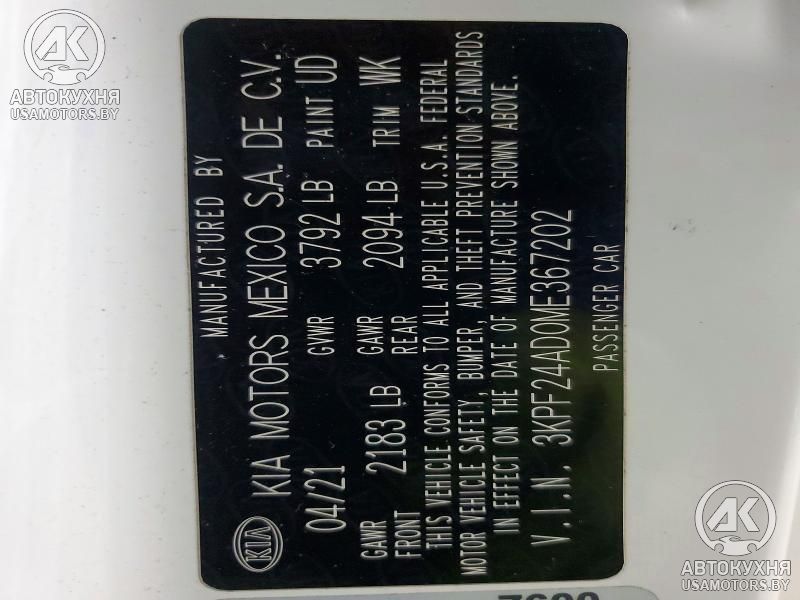 MANUFACTURED BY
KIA KIA MOTORS MEXICO S.A. DE C.V.
04/21 GVWR 3792 LB PAINT UD
GAWR FRONT 2183 LB GAWR REAR 2094 LB TRIM WK
THIS VEHICLE CONFORMS TO ALL APPLICABLE U.S.A. FEDERAL
MOTOR VEHICLE SAFETY, BUMPER, AND THEFT PREVENTION STANDARDS
IN EFFECT ON THE DATE OF MANUFACTURE SHOWN ABOVE.
V.I.N. 3KPF24AD0ME367202
PASSENGER CAR
AK
АВТОКУХНЯ
USAMOTORS.BY
AK
АВТОКУХНЯ
USAMOTORS.BY